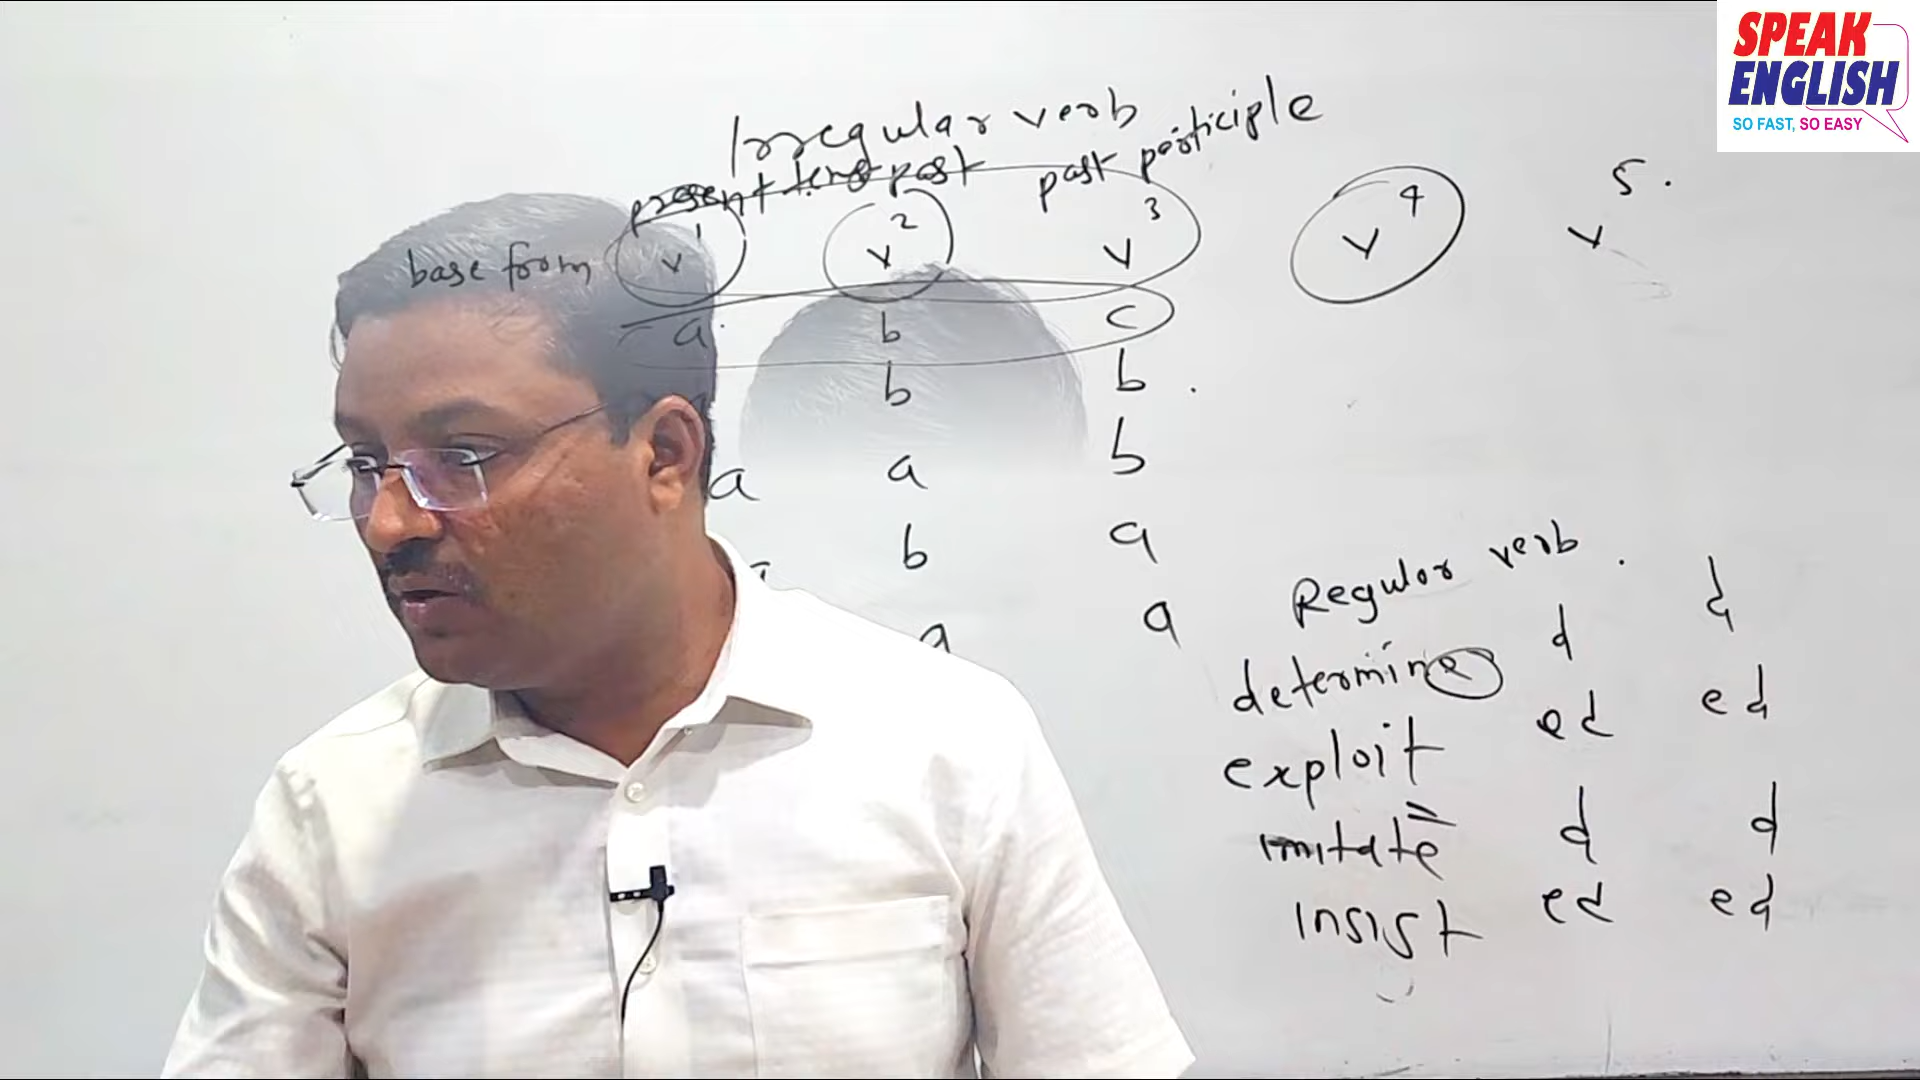 SPEAK
ENGLISH
SO FAST, SO EASY
Irregular verb
present tens past past participle
base form v1 v2 v3 v4 v5.
a. b c
b b .
a a b
b a
a a
Regular verb .
determine d d
exploit ed ed
imitate d d
insist ed ed